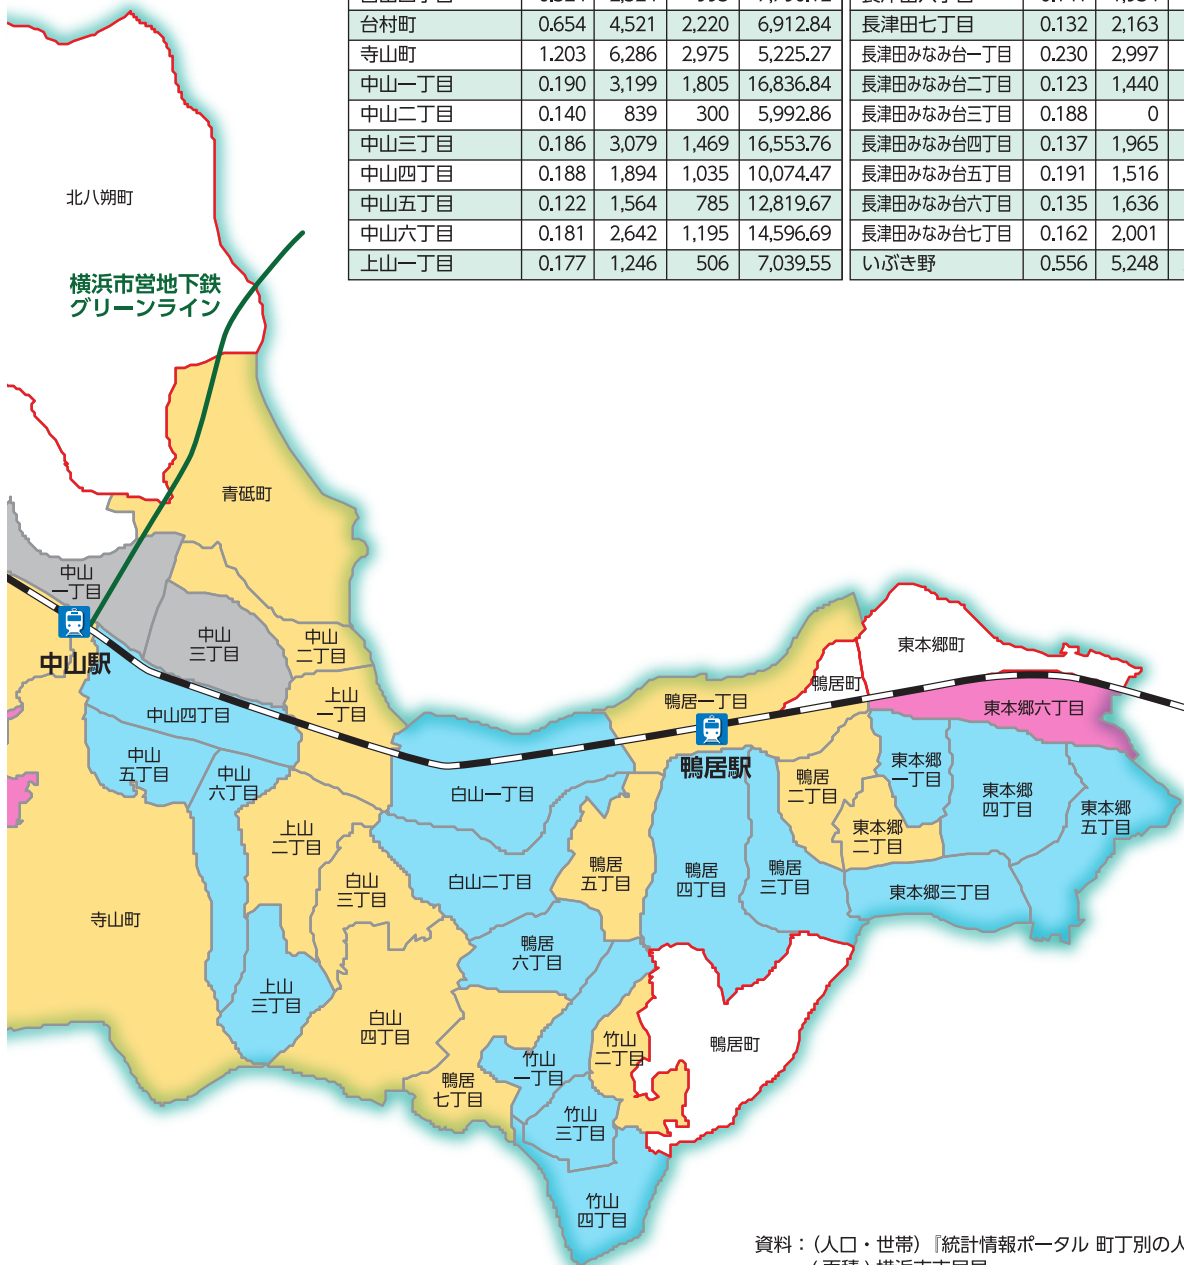 台村町 0.654 4,521 2,220 6,912.84
寺山町 1.203 6,286 2,975 5,225.27
中山一丁目 0.190 3,199 1,805 16,836.84
中山二丁目 0.140 839 300 5,992.86
中山三丁目 0.186 3,079 1,469 16,553.76
中山四丁目 0.188 1,894 1,035 10,074.47
中山五丁目 0.122 1,564 785 12,819.67
中山六丁目 0.181 2,642 1,195 14,596.69
上山一丁目 0.177 1,246 506 7,039.55
長津田七丁目 0.132 2,163
長津田みなみ台一丁目 0.230 2,997
長津田みなみ台二丁目 0.123 1,440
長津田みなみ台三丁目 0.188 0
長津田みなみ台四丁目 0.137 1,965
長津田みなみ台五丁目 0.191 1,516
長津田みなみ台六丁目 0.135 1,636
長津田みなみ台七丁目 0.162 2,001
いぶき野 0.556 5,248
北八朔町
横浜市営地下鉄
グリーンライン
青砥町
中山
一丁目
中山
三丁目
中山
二丁目
中山駅
上山
一丁目
中山四丁目
中山
五丁目
中山
六丁目
東本郷町
鴨居町
鴨居一丁目
東本郷六丁目
鴨居駅
白山一丁目
鴨居
二丁目
東本郷
一丁目
東本郷
四丁目
東本郷
五丁目
上山
二丁目
東本郷
二丁目
白山
三丁目
白山二丁目
鴨居
五丁目
鴨居
四丁目
鴨居
三丁目
東本郷三丁目
寺山町
鴨居
六丁目
上山
三丁目
白山
四丁目
竹山
二丁目
鴨居町
竹山
一丁目
鴨居
七丁目
竹山
三丁目
竹山
四丁目
資料：(人口・世帯)『統計情報ポータル 町丁別の人